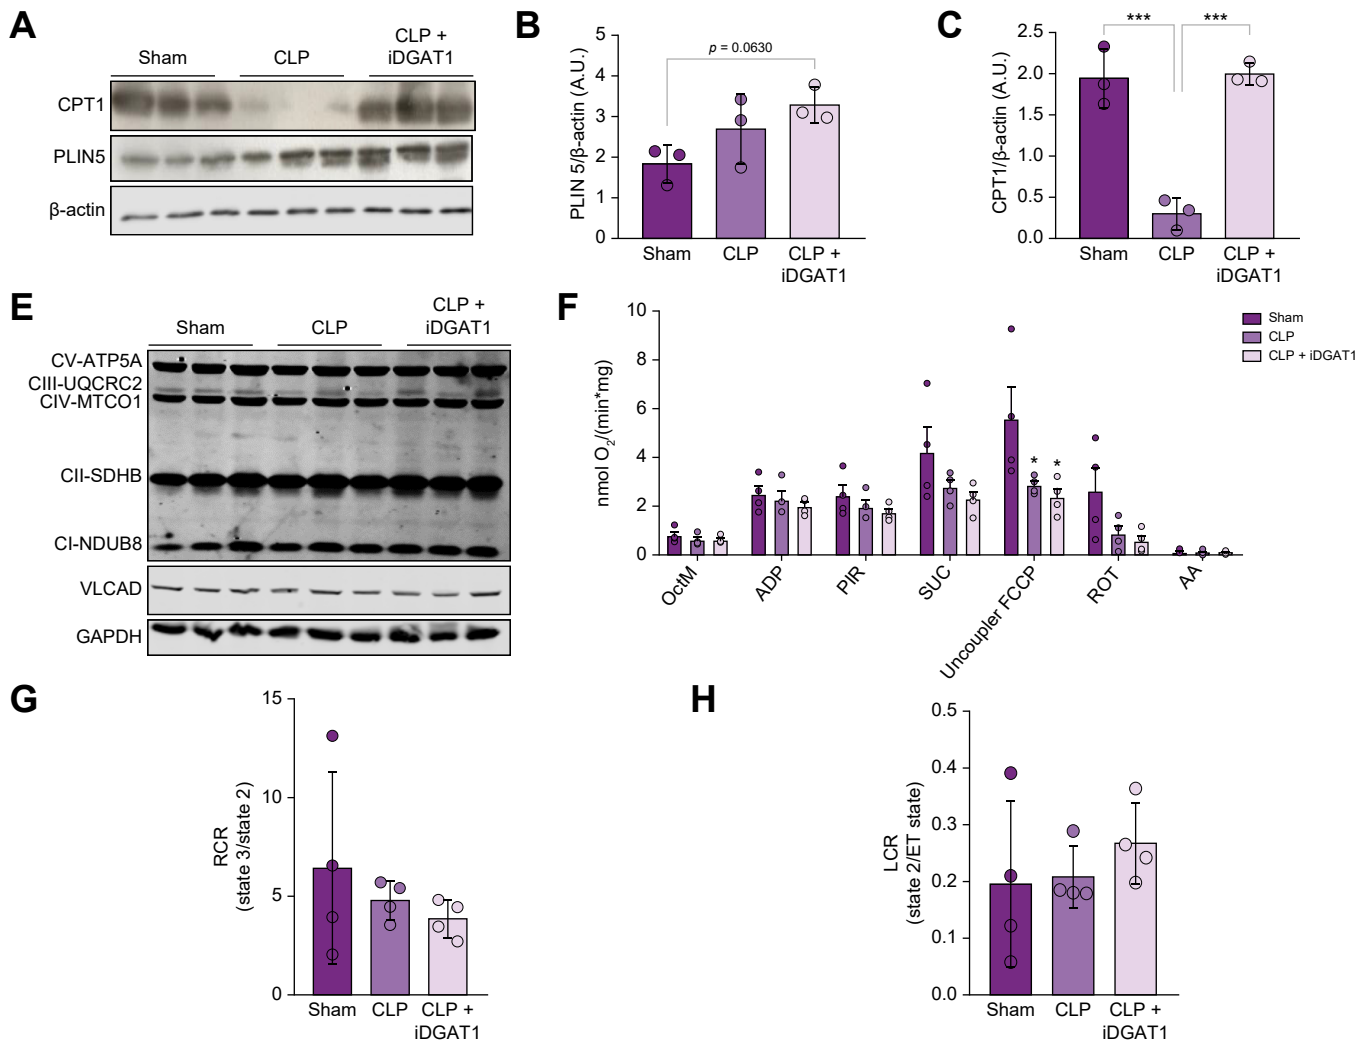 A
Sham
CLP
CLP +
iDGAT1
CPT1
PLIN5
β-actin
B
PLIN 5/β-actin (A.U.)
5
4
3
2
1
0
p = 0.0630
Sham
CLP
CLP +
iDGAT1
C
CPT1/β-actin (A.U.)
2.5
2.0
1.5
1.0
0.5
0.0
***
***
Sham
CLP
CLP +
iDGAT1
E
Sham
CLP
CLP +
iDGAT1
CV-ATP5A
CIII-UQCRC2
CIV-MTCO1
CII-SDHB
CI-NDUB8
VLCAD
GAPDH
F
nmol O₂/(min*mg)
10
8
6
4
2
0
*
*
OctM
ADP
PIR
SUC
Uncoupler FCCP
ROT
AA
Sham
CLP
CLP + iDGAT1
G
RCR
(state 3/state 2)
15
10
5
0
Sham
CLP
CLP +
iDGAT1
H
LCR
(state 2/ET state)
0.5
0.4
0.3
0.2
0.1
0.0
Sham
CLP
CLP +
iDGAT1